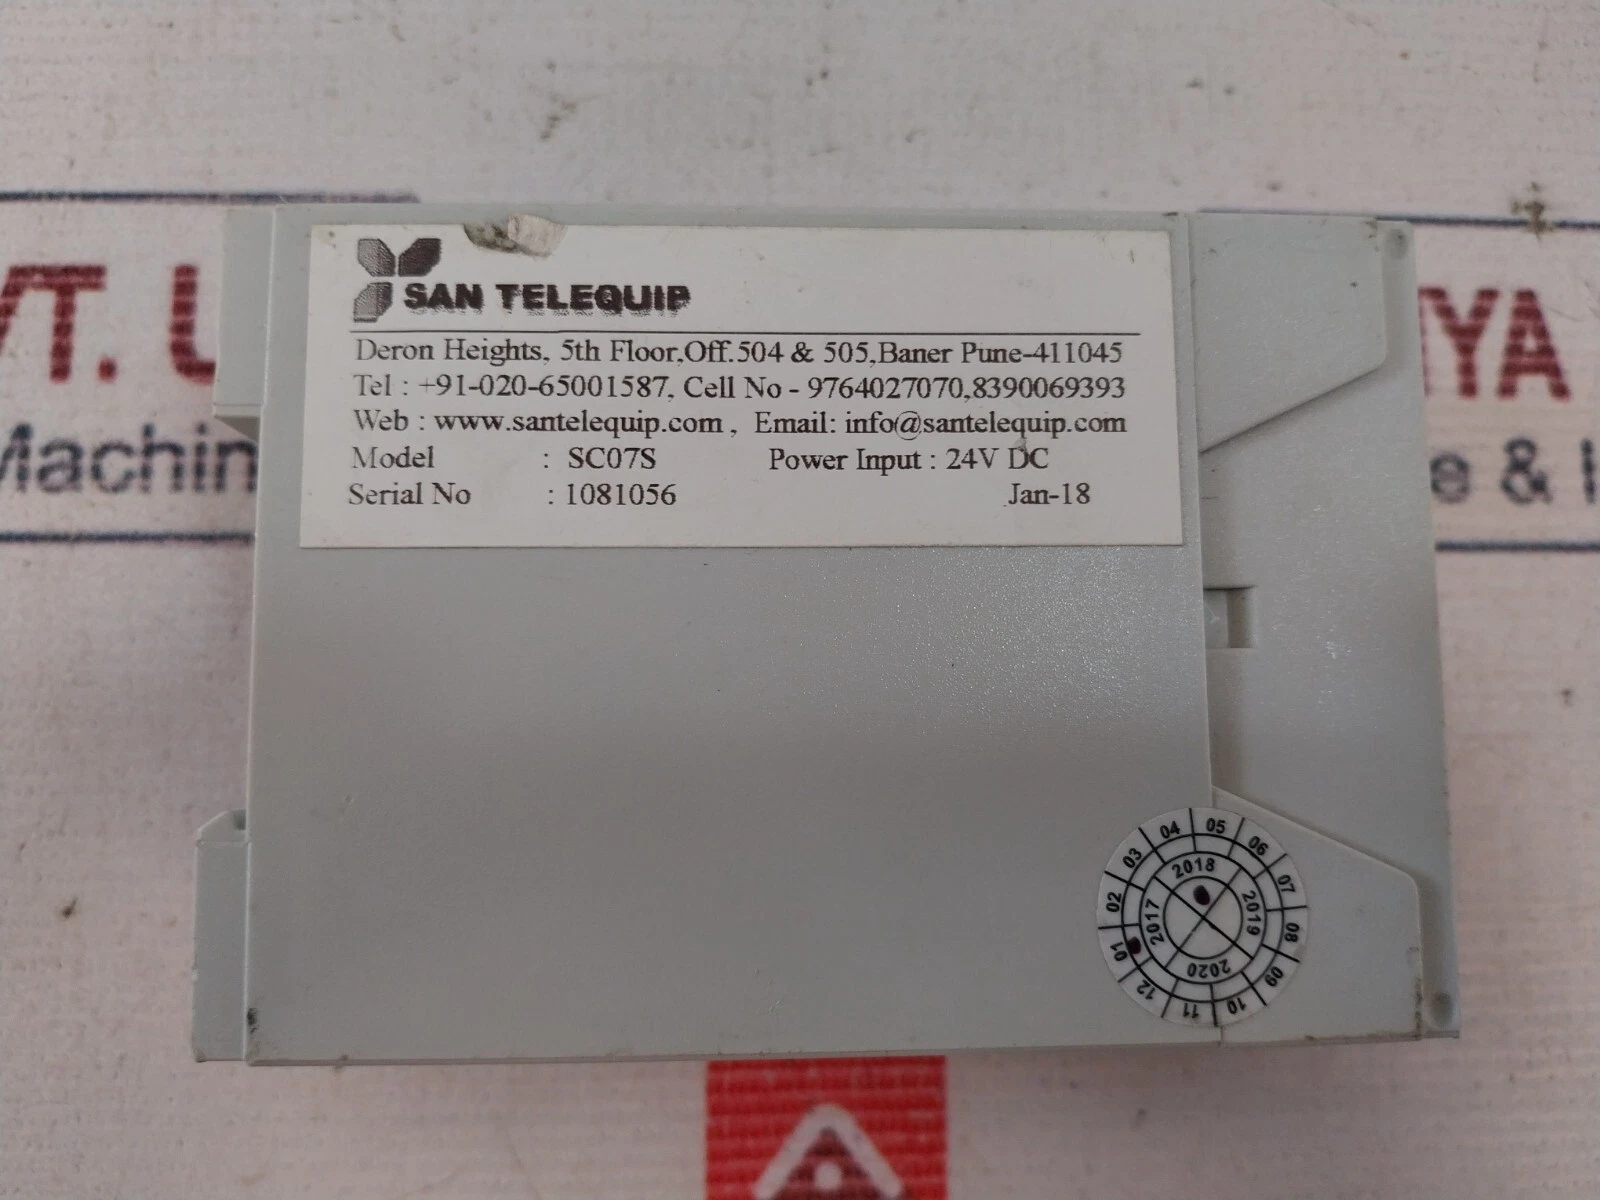 SAN TELEQUIP
Deron Heights, 5th Floor,Off.504 & 505,Baner Pune-411045
Tel : +91-020-65001587, Cell No - 9764027070,8390069393
Web : www.santelequip.com , Email: info@santelequip.com
Model : SC07S Power Input : 24V DC
Serial No : 1081056
Jan-18
VT. U
YA
Machin
e & I
01 02 03 04 05 06 07 08 09 10 11 12
2017 2018 2019 2020